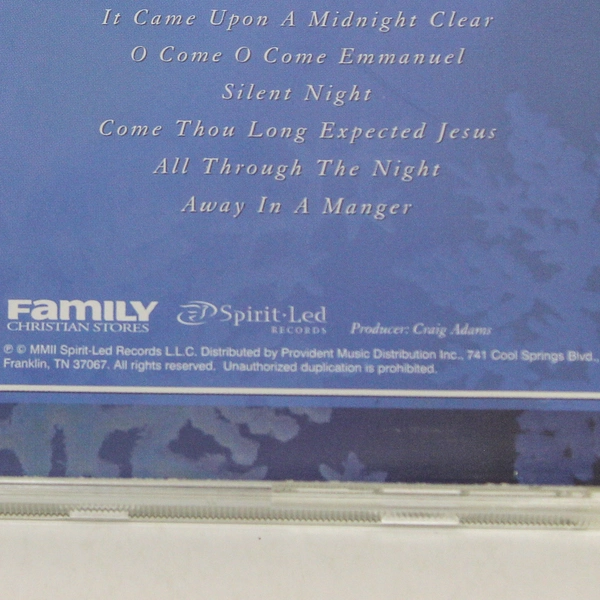 It Came Upon A Midnight Clear
O Come O Come Emmanuel
Silent Night
Come Thou Long Expected Jesus
All Through The Night
Away In A Manger
FaMILY
CHRISTIAN STORES
Spirit·Led
RECORDS
Producer: Craig Adams
℗ © MMII Spirit-Led Records L.L.C. Distributed by Provident Music Distribution Inc., 741 Cool Springs Blvd.,
Franklin, TN 37067. All rights reserved. Unauthorized duplication is prohibited.